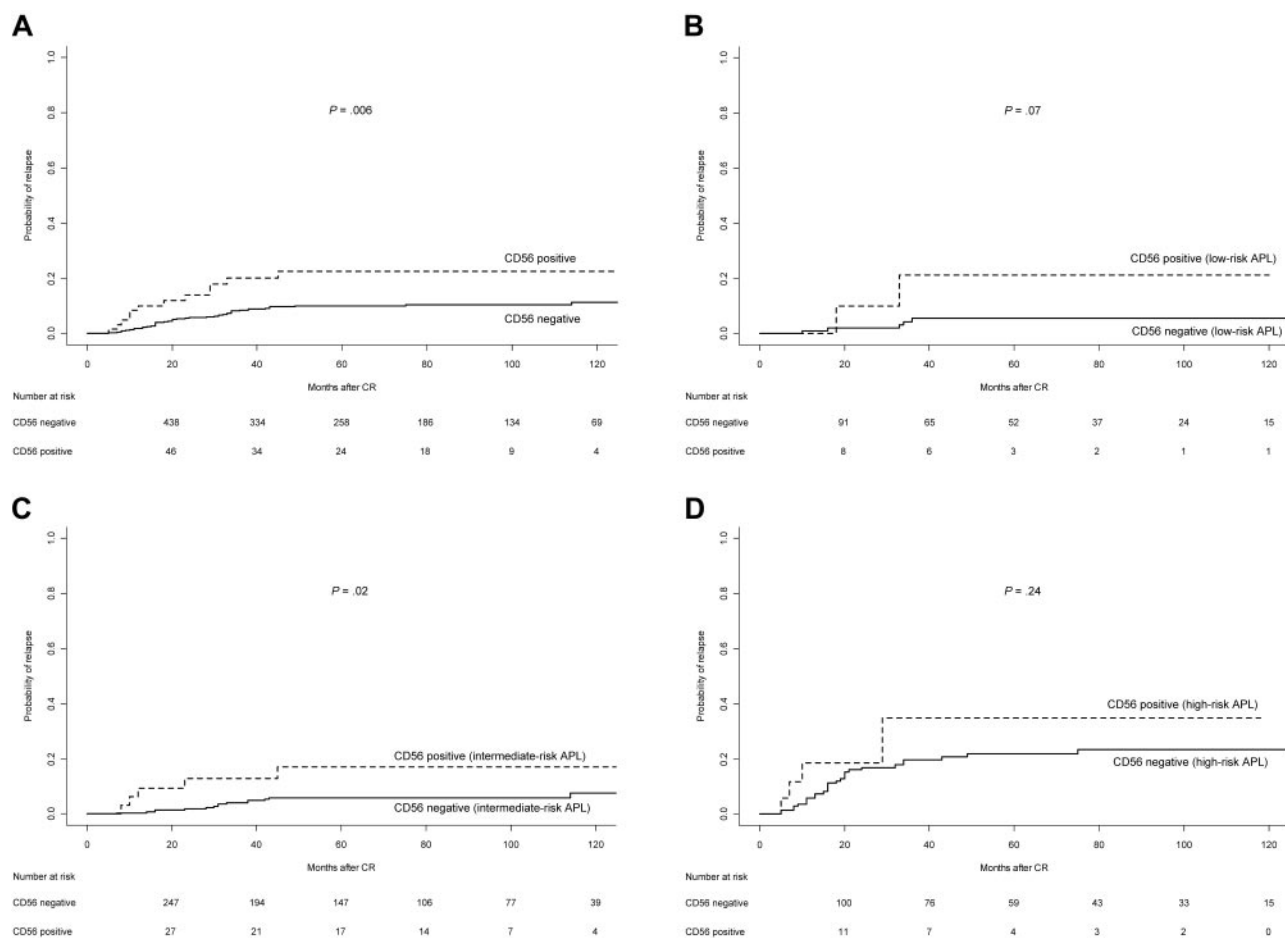 A
P = .006
Probability of relapse
1.0
0.8
0.6
0.4
0.2
0.0
CD56 positive
CD56 negative
0 20 40 60 80 100 120
Months after CR
Number at risk
CD56 negative 438 334 258 186 134 69
CD56 positive 46 34 24 18 9 4
B
P = .07
Probability of relapse
1.0
0.8
0.6
0.4
0.2
0.0
CD56 positive (low-risk APL)
CD56 negative (low-risk APL)
0 20 40 60 80 100 120
Months after CR
Number at risk
CD56 negative 91 65 52 37 24 15
CD56 positive 8 6 3 2 1 1
C
P = .02
Probability of relapse
1.0
0.8
0.6
0.4
0.2
0.0
CD56 positive (intermediate-risk APL)
CD56 negative (intermediate-risk APL)
0 20 40 60 80 100 120
Months after CR
Number at risk
CD56 negative 247 194 147 106 77 39
CD56 positive 27 21 17 14 7 4
D
P = .24
Probability of relapse
1.0
0.8
0.6
0.4
0.2
0.0
CD56 positive (high-risk APL)
CD56 negative (high-risk APL)
0 20 40 60 80 100 120
Months after CR
Number at risk
CD56 negative 100 76 59 43 33 15
CD56 positive 11 7 4 3 2 0